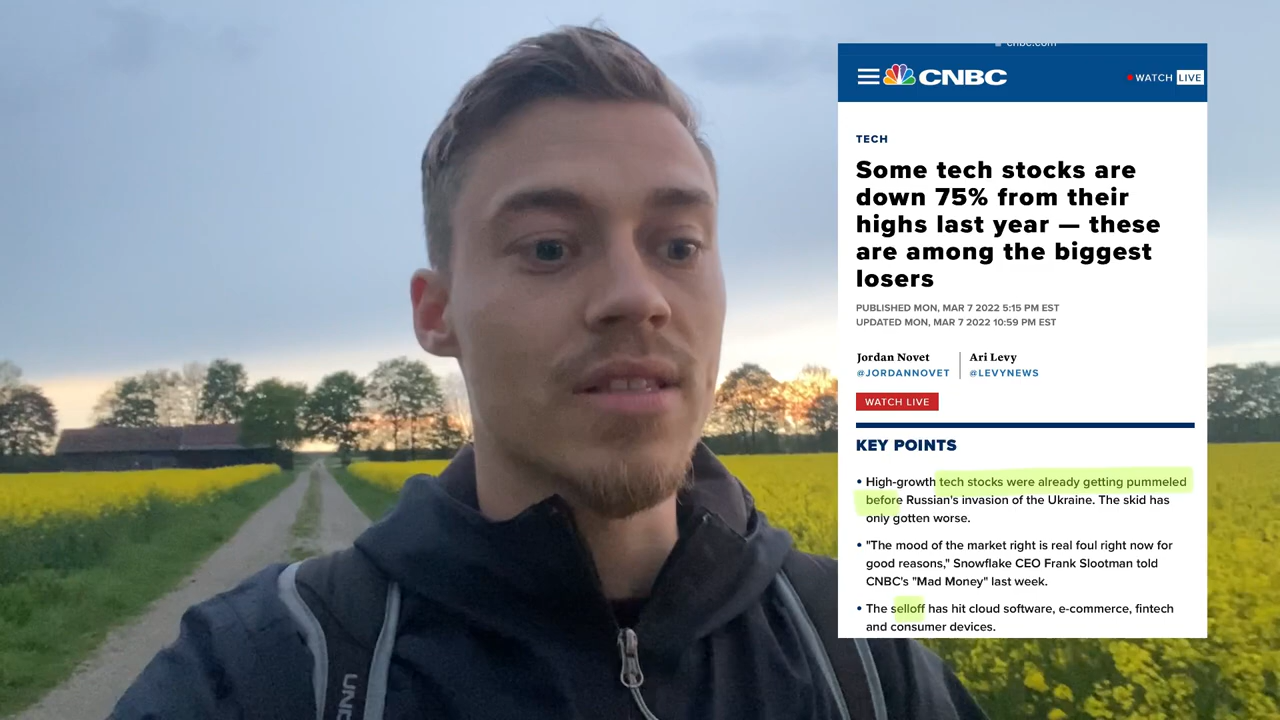 cnbc.com
CNBC
WATCH LIVE
TECH
Some tech stocks are
down 75% from their
highs last year — these
are among the biggest
losers
PUBLISHED MON, MAR 7 2022 5:15 PM EST
UPDATED MON, MAR 7 2022 10:59 PM EST
Jordan Novet
@JORDANNOVET
Ari Levy
@LEVYNEWS
WATCH LIVE
KEY POINTS
• High-growth tech stocks were already getting pummeled
before Russian's invasion of the Ukraine. The skid has
only gotten worse.
• "The mood of the market right is real foul right now for
good reasons," Snowflake CEO Frank Slootman told
CNBC's "Mad Money" last week.
• The selloff has hit cloud software, e-commerce, fintech
and consumer devices.